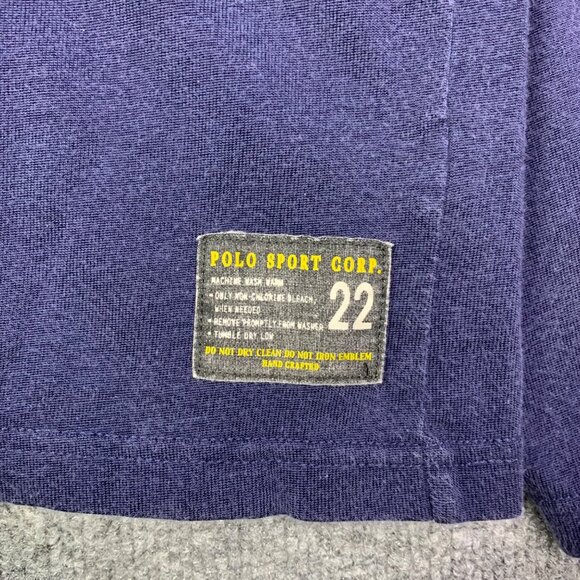 POLO SPORT CORP.
MACHINE WASH WARM
• ONLY NON-CHLORINE BLEACH,
WHEN NEEDED
• REMOVE PROMPTLY FROM WASHER
• TUMBLE DRY LOW
22
DO NOT DRY CLEAN DO NOT IRON EMBLEM
HAND CRAFTED